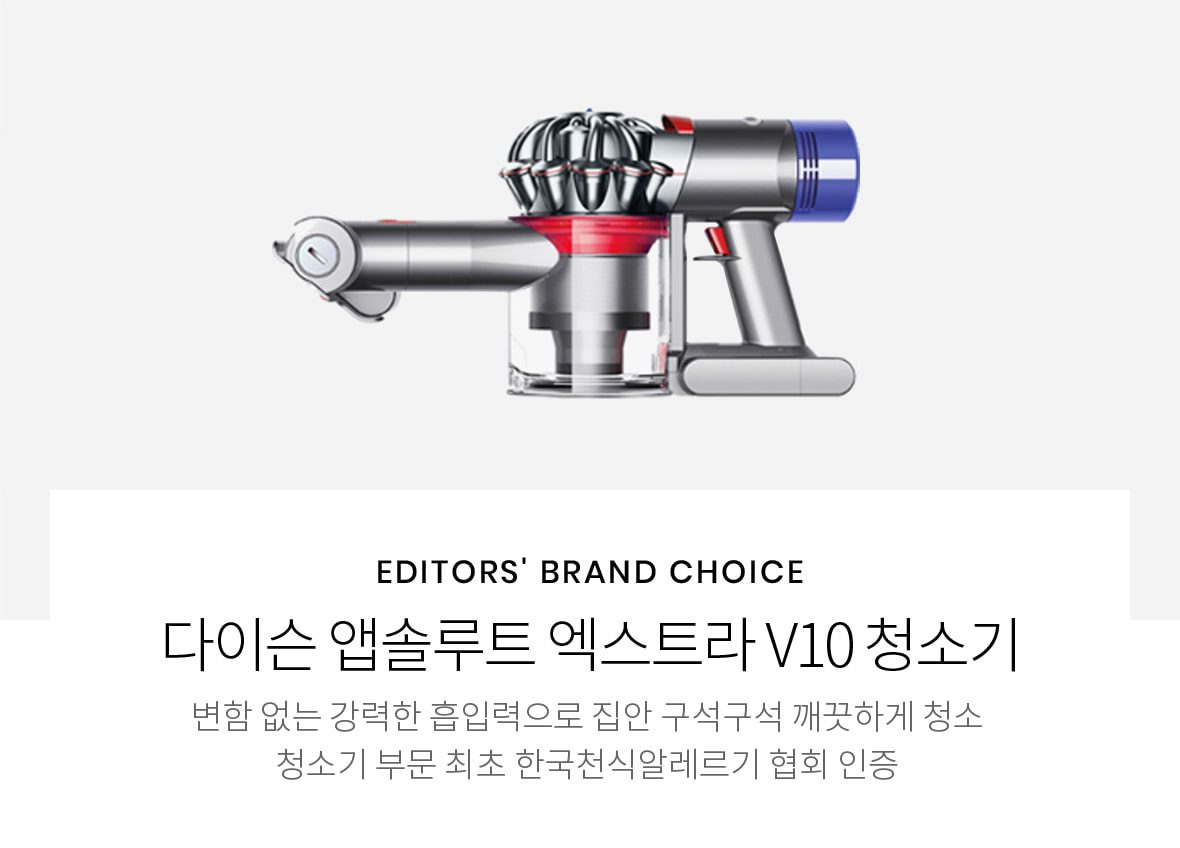 EDITORS' BRAND CHOICE
다이슨 앱솔루트 엑스트라 V10 청소기
변함 없는 강력한 흡입력으로 집안 구석구석 깨끗하게 청소
청소기 부문 최초 한국천식알레르기 협회 인증